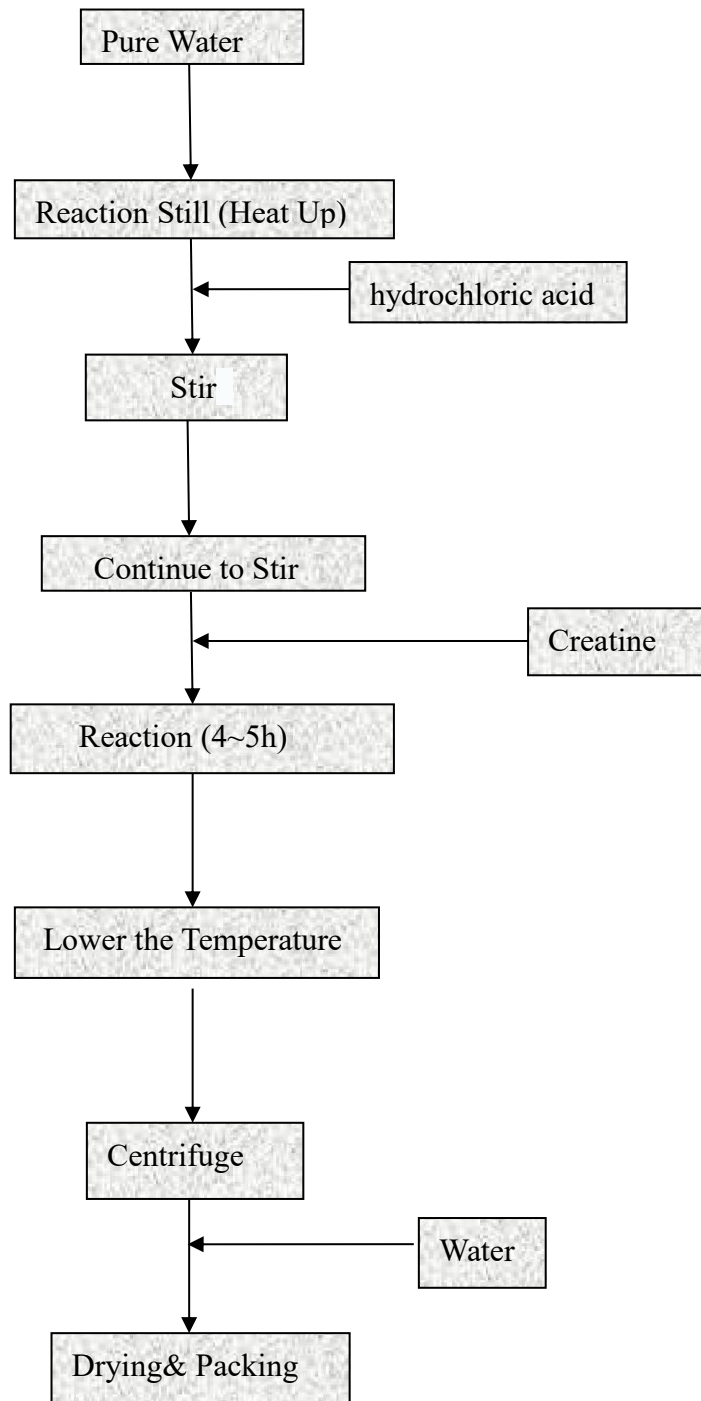 Pure Water
Reaction Still (Heat Up)
hydrochloric acid
Stir
Continue to Stir
Creatine
Reaction (4~5h)
Lower the Temperature
Centrifuge
Water
Drying& Packing